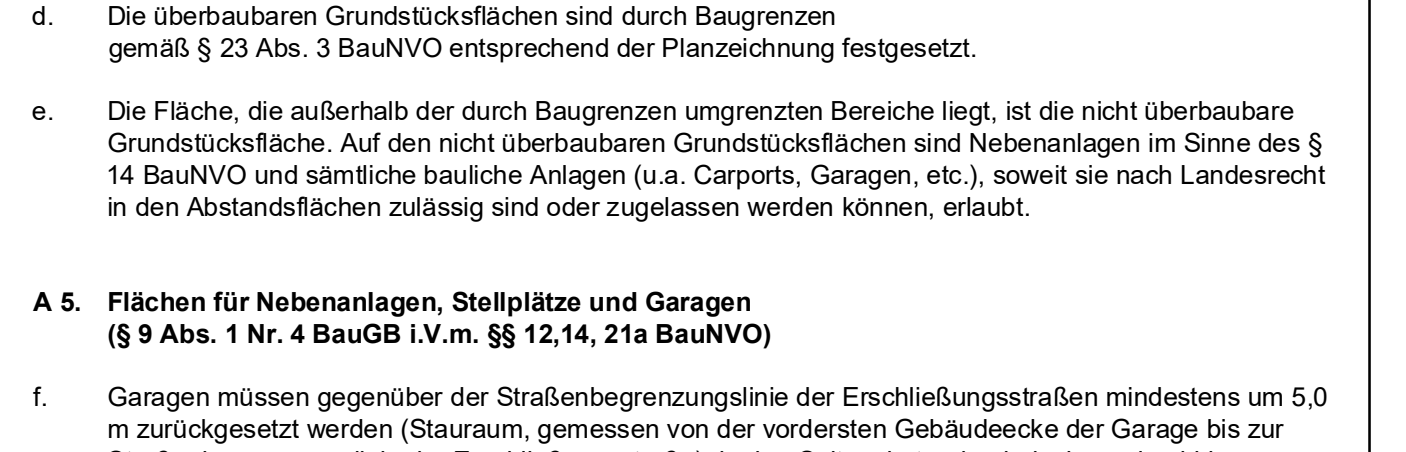 d. Die überbaubaren Grundstücksflächen sind durch Baugrenzen
gemäß § 23 Abs. 3 BauNVO entsprechend der Planzeichnung festgesetzt.
e. Die Fläche, die außerhalb der durch Baugrenzen umgrenzten Bereiche liegt, ist die nicht überbaubare
Grundstücksfläche. Auf den nicht überbaubaren Grundstücksflächen sind Nebenanlagen im Sinne des §
14 BauNVO und sämtliche bauliche Anlagen (u.a. Carports, Garagen, etc.), soweit sie nach Landesrecht
in den Abstandsflächen zulässig sind oder zugelassen werden können, erlaubt.
A 5. Flächen für Nebenanlagen, Stellplätze und Garagen
(§ 9 Abs. 1 Nr. 4 BauGB i.V.m. §§ 12,14, 21a BauNVO)
f. Garagen müssen gegenüber der Straßenbegrenzungslinie der Erschließungsstraßen mindestens um 5,0
m zurückgesetzt werden (Stauraum, gemessen von der vordersten Gebäudeecke der Garage bis zur